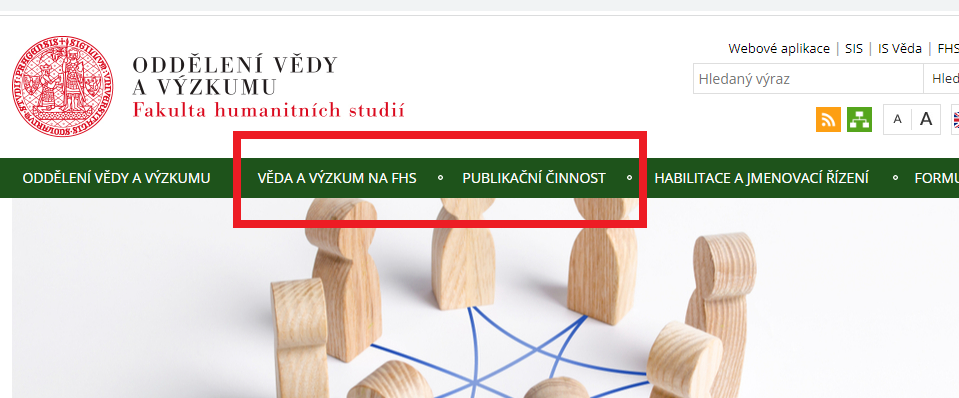 Webové aplikace | SIS | IS Věda | FHS
ODDĚLENÍ VĚDY
A VÝZKUMU
Fakulta humanitních studií
Hledaný výraz
Hled
A A
ODDĚLENÍ VĚDY A VÝZKUMU
VĚDA A VÝZKUM NA FHS
PUBLIKAČNÍ ČINNOST
HABILITACE A JMENOVACÍ ŘÍZENÍ
FORMU